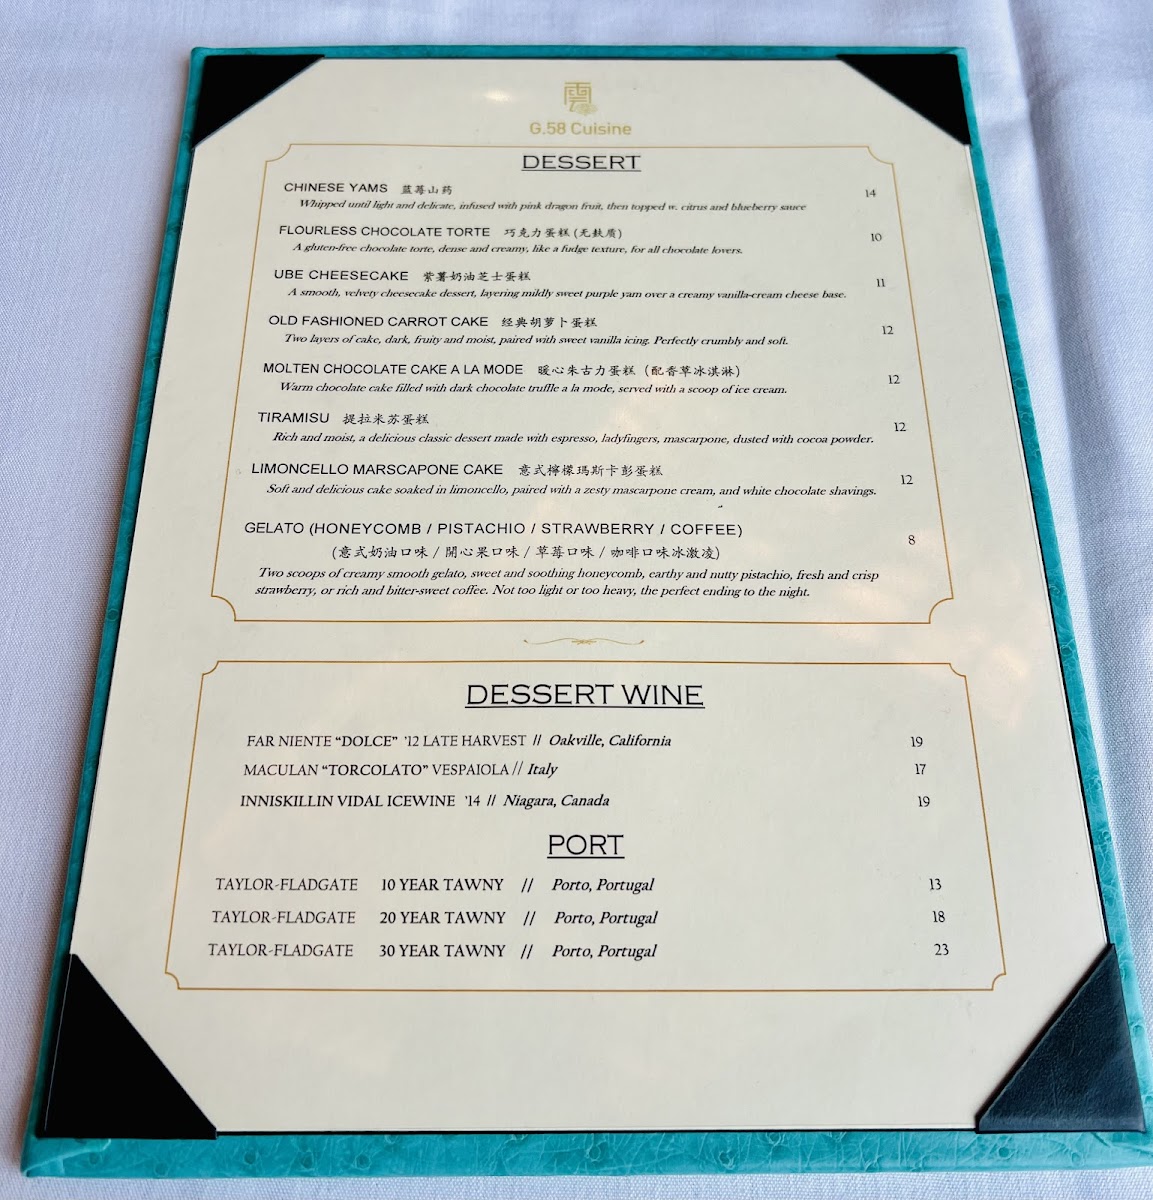 雲
G.58 Cuisine
DESSERT
CHINESE YAMS 蓝莓山药 14
Whipped until light and delicate, infused with pink dragon fruit, then topped w. citrus and blueberry sauce
FLOURLESS CHOCOLATE TORTE 巧克力蛋糕 (无麸质) 10
A gluten-free chocolate torte, dense and creamy, like a fudge texture, for all chocolate lovers.
UBE CHEESECAKE 紫薯奶油芝士蛋糕 11
A smooth, velvety cheesecake dessert, layering mildly sweet purple yam over a creamy vanilla-cream cheese base.
OLD FASHIONED CARROT CAKE 经典胡萝卜蛋糕 12
Two layers of cake, dark, fruity and moist, paired with sweet vanilla icing. Perfectly crumbly and soft.
MOLTEN CHOCOLATE CAKE A LA MODE 暖心朱古力蛋糕 (配香草冰淇淋) 12
Warm chocolate cake filled with dark chocolate truffle a la mode, served with a scoop of ice cream.
TIRAMISU 提拉米苏蛋糕 12
Rich and moist, a delicious classic dessert made with espresso, ladyfingers, mascarpone, dusted with cocoa powder.
LIMONCELLO MARSCAPONE CAKE 意式檸檬玛斯卡彭蛋糕 12
Soft and delicious cake soaked in limoncello, paired with a zesty mascarpone cream, and white chocolate shavings.
GELATO (HONEYCOMB / PISTACHIO / STRAWBERRY / COFFEE) 8
(意式奶油口味 / 開心果口味 / 草莓口味 / 咖啡口味冰激凌)
Two scoops of creamy smooth gelato, sweet and soothing honeycomb, earthy and nutty pistachio, fresh and crisp
strawberry, or rich and bitter-sweet coffee. Not too light or too heavy, the perfect ending to the night.
DESSERT WINE
FAR NIENTE “DOLCE” ’12 LATE HARVEST // Oakville, California 19
MACULAN “TORCOLATO” VESPAIOLA // Italy 17
INNISKILLIN VIDAL ICEWINE ’14 // Niagara, Canada 19
PORT
TAYLOR-FLADGATE 10 YEAR TAWNY // Porto, Portugal 13
TAYLOR-FLADGATE 20 YEAR TAWNY // Porto, Portugal 18
TAYLOR-FLADGATE 30 YEAR TAWNY // Porto, Portugal 23